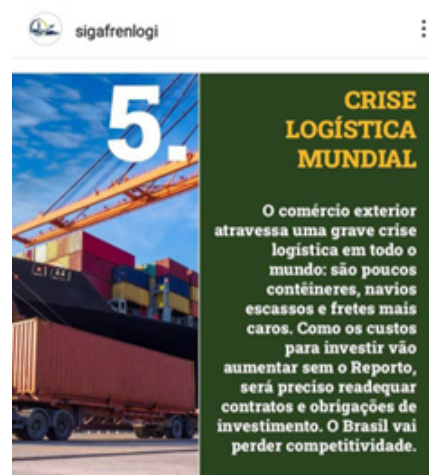 sigafrenlogi
5.
CRISE
LOGÍSTICA
MUNDIAL
O comércio exterior
atravessa uma grave crise
logística em todo o
mundo: são poucos
contêineres, navios
escassos e fretes mais
caros. Como os custos
para investir vão
aumentar sem o Reporto,
será preciso readequar
contratos e obrigações de
investimento. O Brasil vai
perder competitividade.